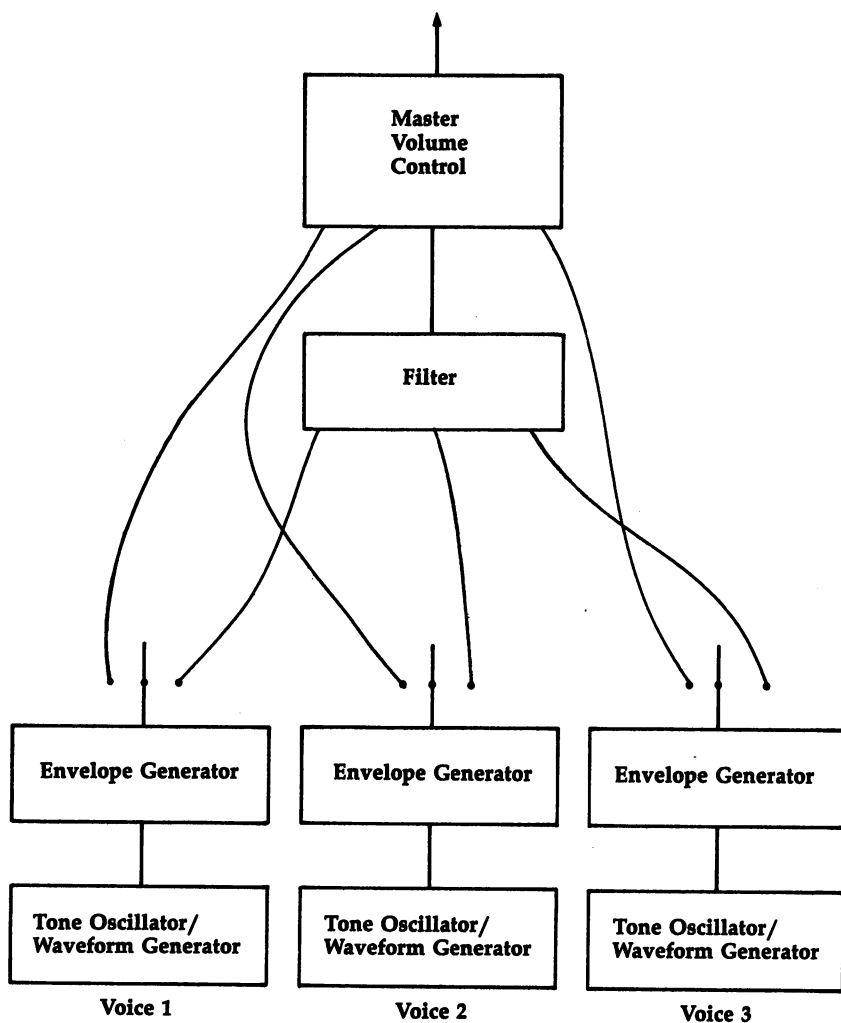 Master
Volume
Control
Filter
Envelope Generator
Envelope Generator
Envelope Generator
Tone Oscillator/
Waveform Generator
Tone Oscillator/
Waveform Generator
Tone Oscillator/
Waveform Generator
Voice 1
Voice 2
Voice 3